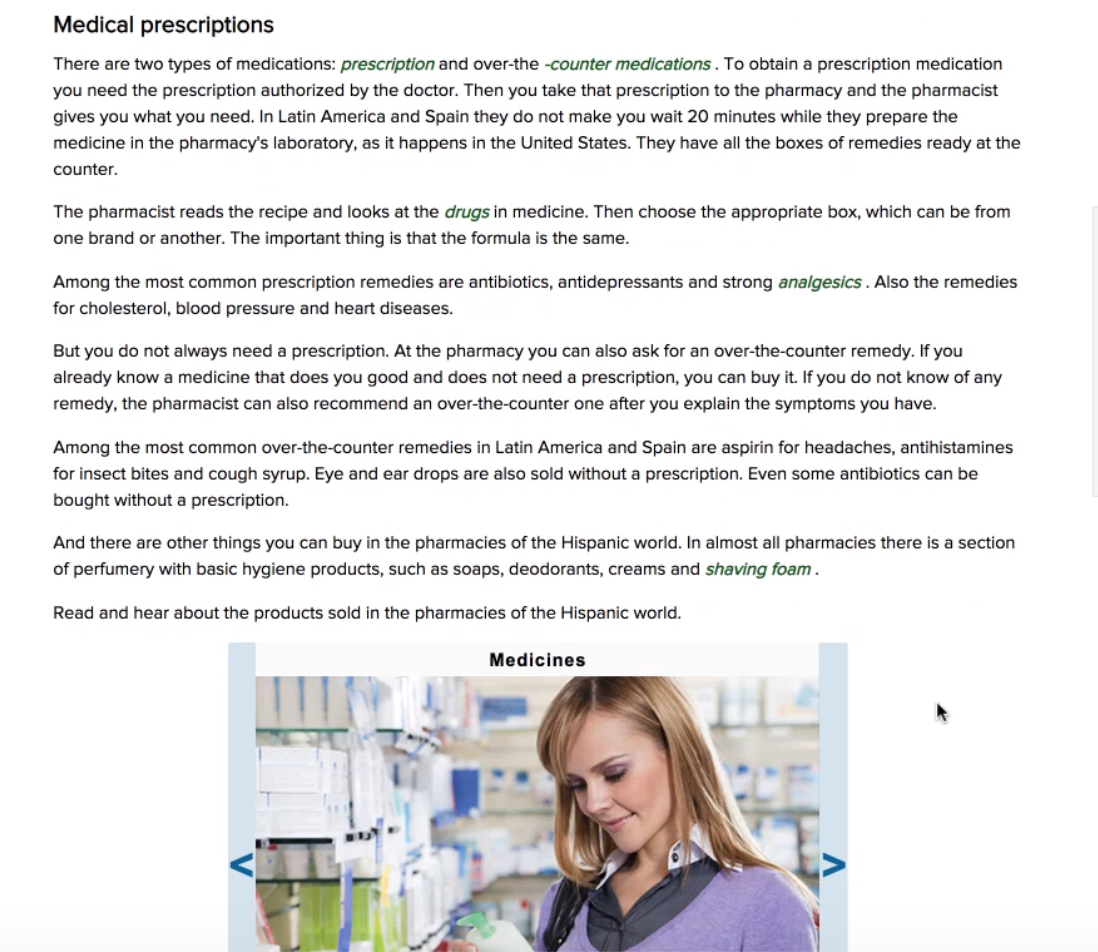 Medical prescriptions
There are two types of medications: prescription and over-the -counter medications . To obtain a prescription medication
you need the prescription authorized by the doctor. Then you take that prescription to the pharmacy and the pharmacist
gives you what you need. In Latin America and Spain they do not make you wait 20 minutes while they prepare the
medicine in the pharmacy's laboratory, as it happens in the United States. They have all the boxes of remedies ready at the
counter.
The pharmacist reads the recipe and looks at the drugs in medicine. Then choose the appropriate box, which can be from
one brand or another. The important thing is that the formula is the same.
Among the most common prescription remedies are antibiotics, antidepressants and strong analgesics . Also the remedies
for cholesterol, blood pressure and heart diseases.
But you do not always need a prescription. At the pharmacy you can also ask for an over-the-counter remedy. If you
already know a medicine that does you good and does not need a prescription, you can buy it. If you do not know of any
remedy, the pharmacist can also recommend an over-the-counter one after you explain the symptoms you have.
Among the most common over-the-counter remedies in Latin America and Spain are aspirin for headaches, antihistamines
for insect bites and cough syrup. Eye and ear drops are also sold without a prescription. Even some antibiotics can be
bought without a prescription.
And there are other things you can buy in the pharmacies of the Hispanic world. In almost all pharmacies there is a section
of perfumery with basic hygiene products, such as soaps, deodorants, creams and shaving foam .
Read and hear about the products sold in the pharmacies of the Hispanic world.
Medicines
< >